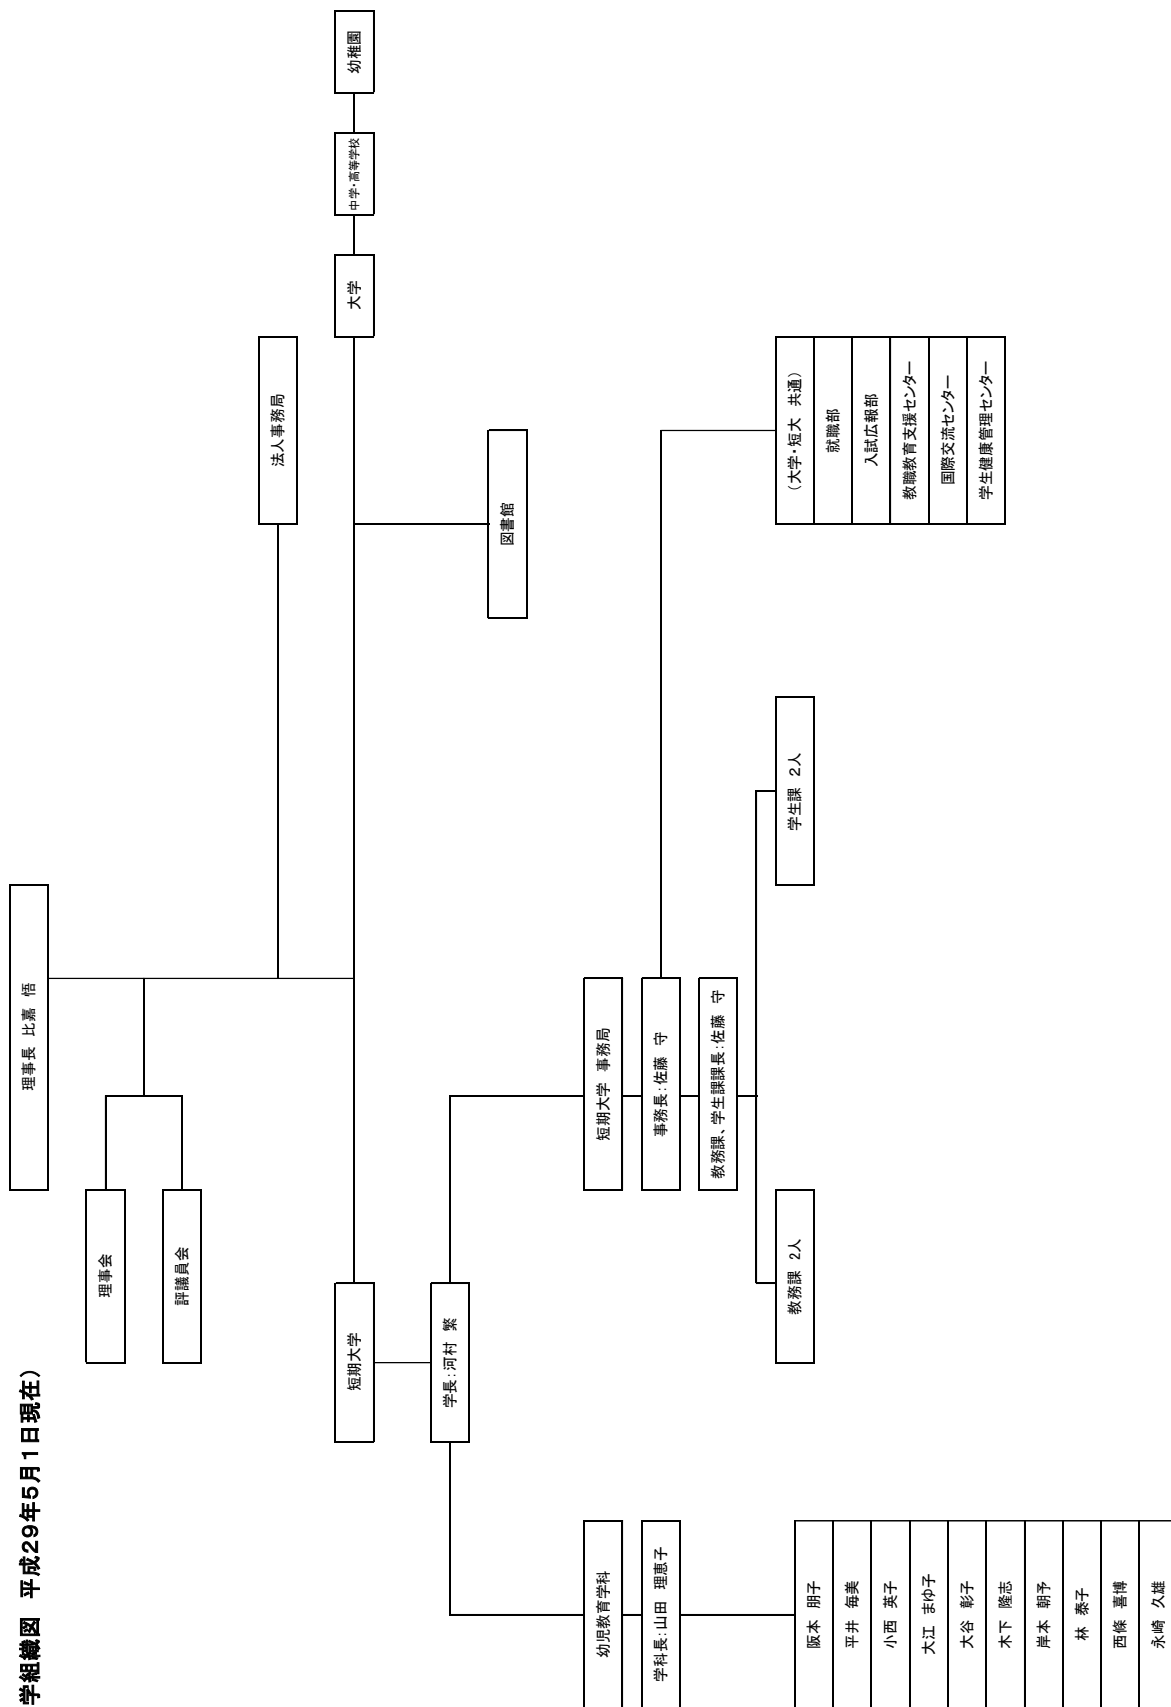 学組織図　平成29年5月1日現在）
理事長　比嘉　悟
理事会
評議員会
法人事務局
短期大学
大学
中学・高等学校
幼稚園
学長：河村　繁
図書館
幼児教育学科
短期大学　事務局
学科長：山田　理恵子
事務長：佐藤　守
教務課、学生課課長：佐藤　守
教務課　2人
学生課　2人
（大学・短大　共通）
就職部
入試広報部
教職教育支援センター
国際交流センター
学生健康管理センター
阪本　朋子
平井　毎美
小西　英子
大江　まゆ子
大谷　彰子
木下　隆志
岸本　朝予
林　泰子
西條　喜博
永崎　久雄